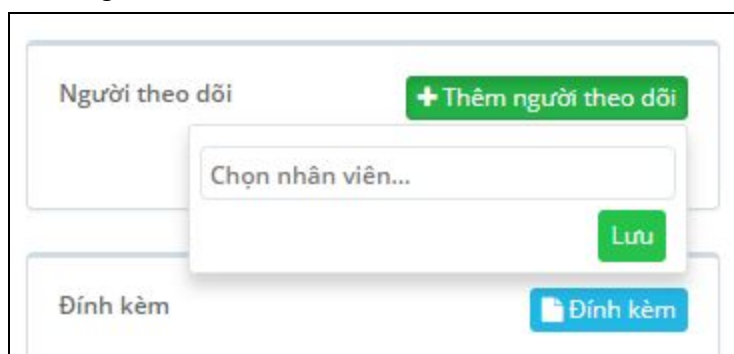 Người theo dõi
Thêm người theo dõi
Chọn nhân viên...
Lưu
Đính kèm
Đính kèm